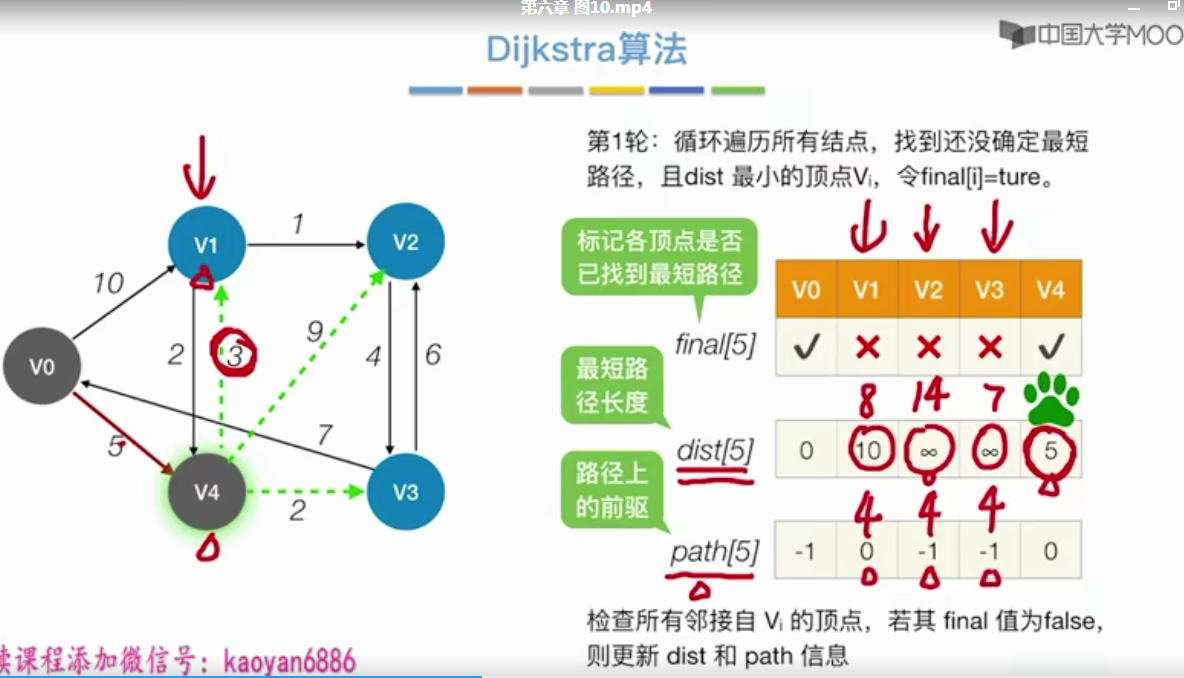 第六章 图10.mp4
中国大学MOO
Dijkstra算法
第1轮：循环遍历所有结点，找到还没确定最短
路径，且dist 最小的顶点Vᵢ，令final[i]=ture。
标记各顶点是否
已找到最短路径
V0 V1 V2 V3 V4
final[5] ✓ × × × ✓
8 14 7
最短路
径长度
dist[5] 0 10 ∞ ∞ 5
路径上
的前驱
4 4 4
path[5] -1 0 -1 -1 0
检查所有邻接自 Vᵢ 的顶点，若其 final 值为false，
则更新 dist 和 path 信息
V1
1
V2
10
2
3
9
4
6
V0
5
7
V4
2
V3
课程添加微信号：kaoyan6886